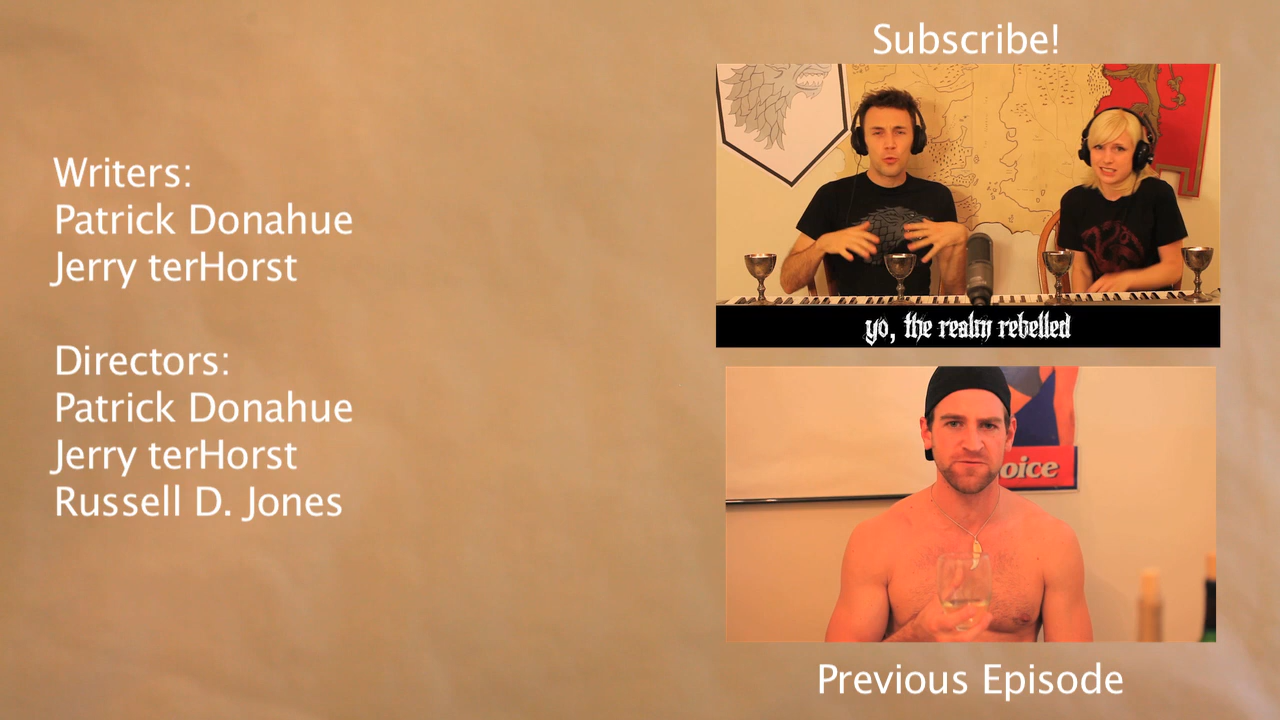 Subscribe!
Writers:
Patrick Donahue
Jerry terHorst
Directors:
Patrick Donahue
Jerry terHorst
Russell D. Jones
yo, the realm rebelled
oice
Previous Episode